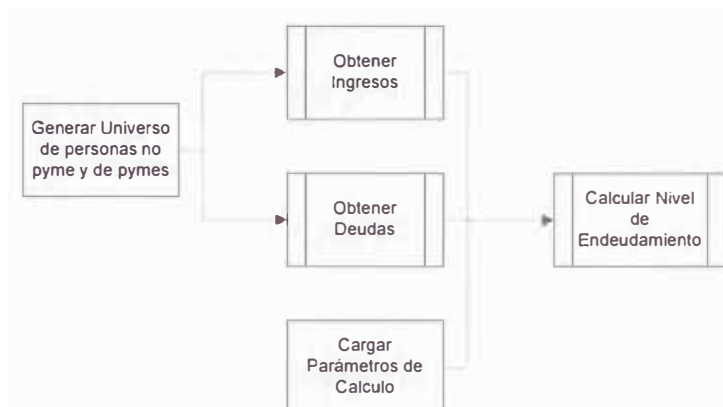 Obtener
Ingresos
Generar Universo
de personas no
pyme y de pymes
Obtener
Deudas
Calcular Nivel
de
Endeudamiento
Cargar
Parámetros de
Calculo